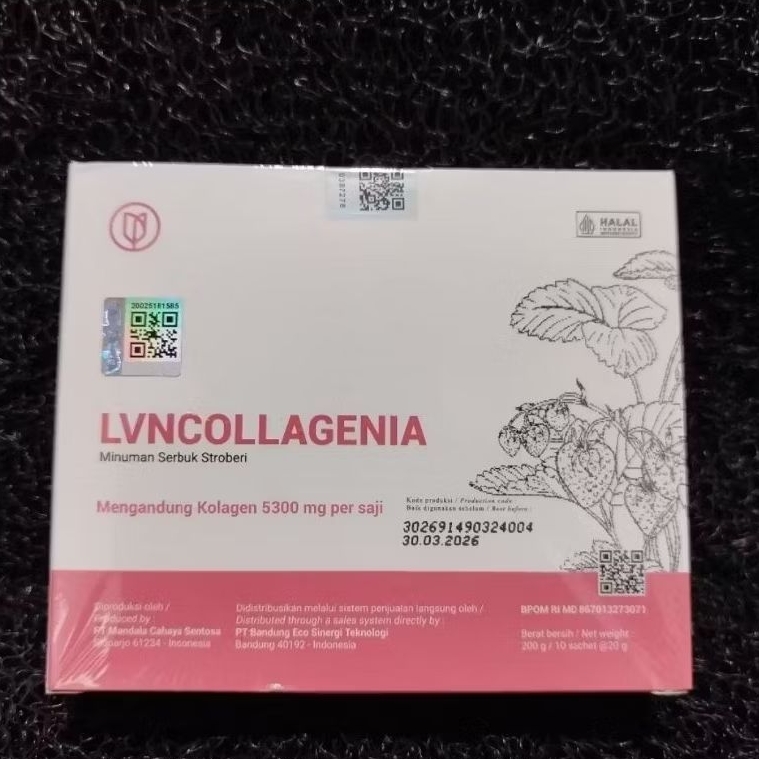 HALAL
INDONESIA
20025181585
LVNCOLLAGENIA
Minuman Serbuk Stroberi
Mengandung Kolagen 5300 mg per saji
Kode produksi / Production code
Baik digunakan sebelum / Best before :
302691490324004
30.03.2026
Diproduksi oleh /
Produced by :
PT Mandala Cahaya Sentosa
Sidoarjo 61234 - Indonesia
Didistribusikan melalui sistem penjualan langsung oleh /
Distributed through a sales system directly by :
PT Bandung Eco Sinergi Teknologi
Bandung 40192 - Indonesia
BPOM RI MD 867013273071
Berat bersih / Net weight :
200 g / 10 sachet @20 g